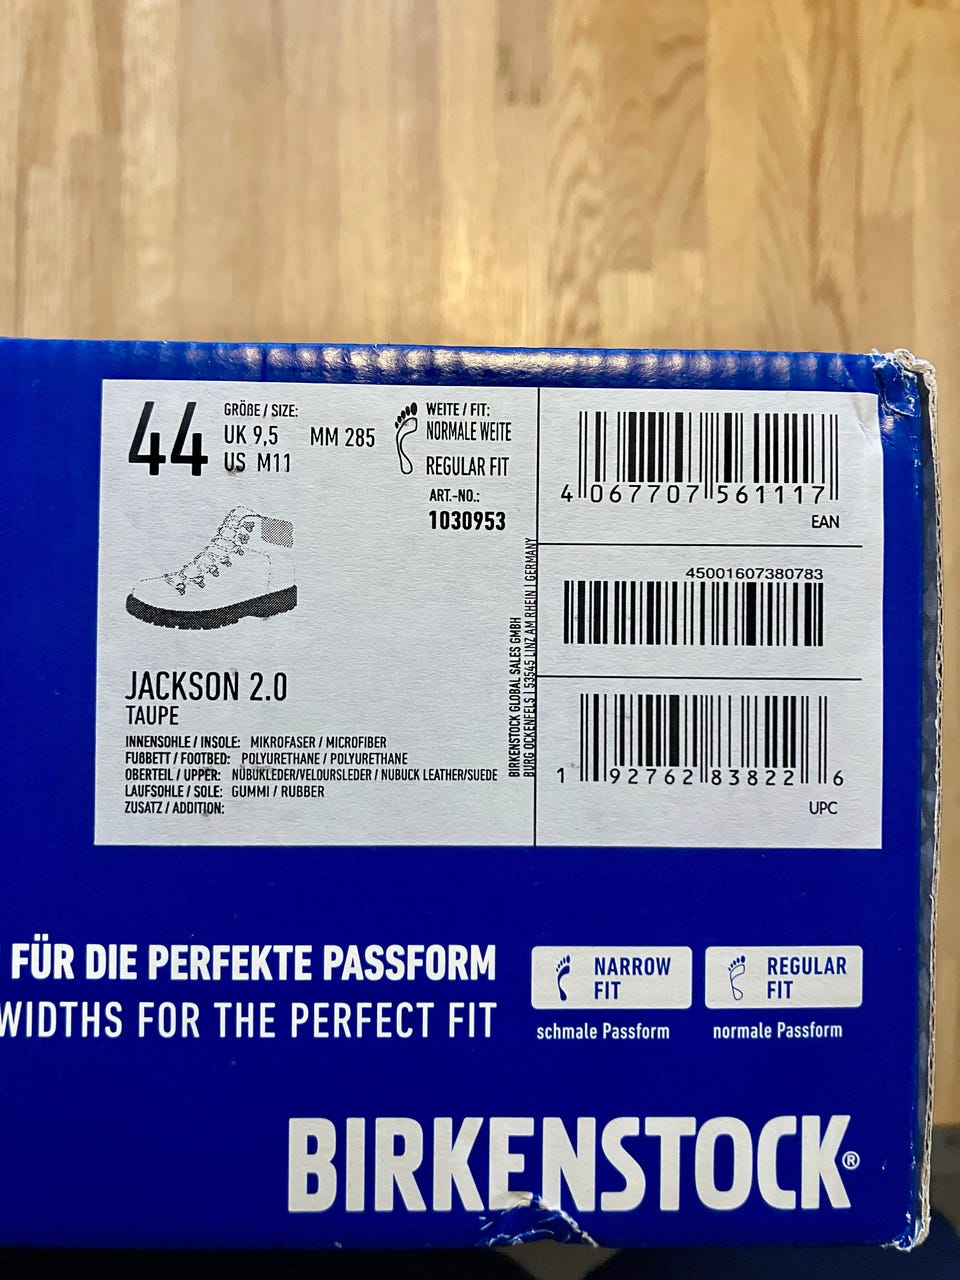 44
GRÖßE / SIZE:
UK 9,5
US M11
MM 285
WEITE / FIT:
NORMALE WEITE
REGULAR FIT
ART.-NO.:
1030953
JACKSON 2.0
TAUPE
INNENSOHLE / INSOLE: MIKROFASER / MICROFIBER
FUßBETT / FOOTBED: POLYURETHANE / POLYURETHANE
OBERTEIL / UPPER: NUBUKLEDER/VELOURSLEDER / NUBUCK LEATHER/SUEDE
LAUFSOHLE / SOLE: GUMMI / RUBBER
ZUSATZ / ADDITION:
BIRKENSTOCK GLOBAL SALES GMBH
BURG OCKENFELS | 53545 LINZ AM RHEIN | GERMANY
4 067707 561117
EAN
45001607380783
1 92762 83822 6
UPC
FÜR DIE PERFEKTE PASSFORM
WIDTHS FOR THE PERFECT FIT
NARROW
FIT
schmale Passform
REGULAR
FIT
normale Passform
BIRKENSTOCK®